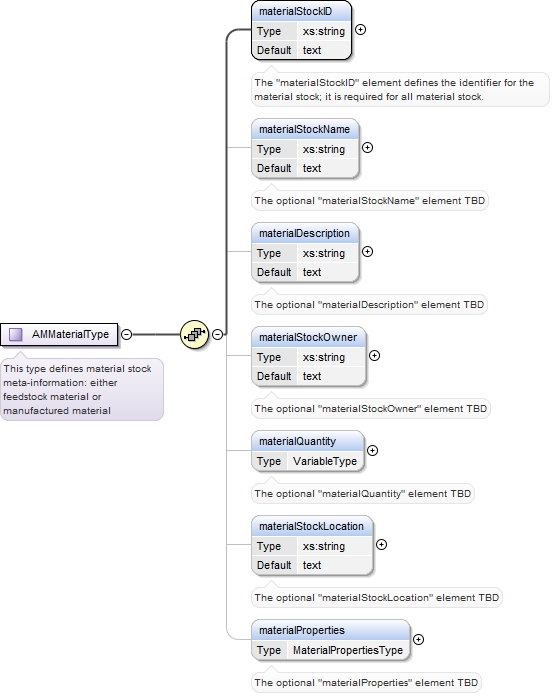 materialStockID
Type xs:string
Default text
The "materialStockID" element defines the identifier for the
material stock; it is required for all material stock.
materialStockName
Type xs:string
Default text
The optional "materialStockName" element TBD
materialDescription
Type xs:string
Default text
The optional "materialDescription" element TBD
AMMaterialType
This type defines material stock
meta-information: either
feedstock material or
manufactured material
materialStockOwner
Type xs:string
Default text
The optional "materialStockOwner" element TBD
materialQuantity
Type VariableType
The optional "materialQuantity" element TBD
materialStockLocation
Type xs:string
Default text
The optional "materialStockLocation" element TBD
materialProperties
Type MaterialPropertiesType
The optional "materialProperties" element TBD